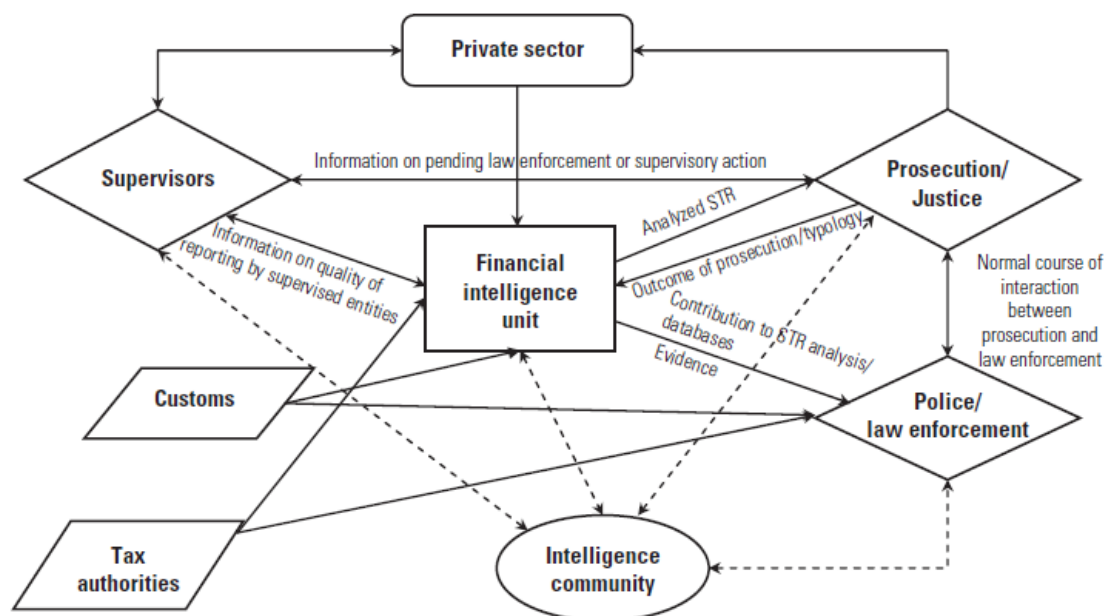 Private sector
Supervisors
Information on pending law enforcement or supervisory action
Prosecution/
Justice
Analyzed STR
Outcome of prosecution/typology
Information on quality of
reporting by supervised entities
Financial
intelligence
unit
Normal course of
interaction
between
prosecution and
law enforcement
Contribution to STR analysis/
databases
Evidence
Customs
Police/
law enforcement
Tax
authorities
Intelligence
community